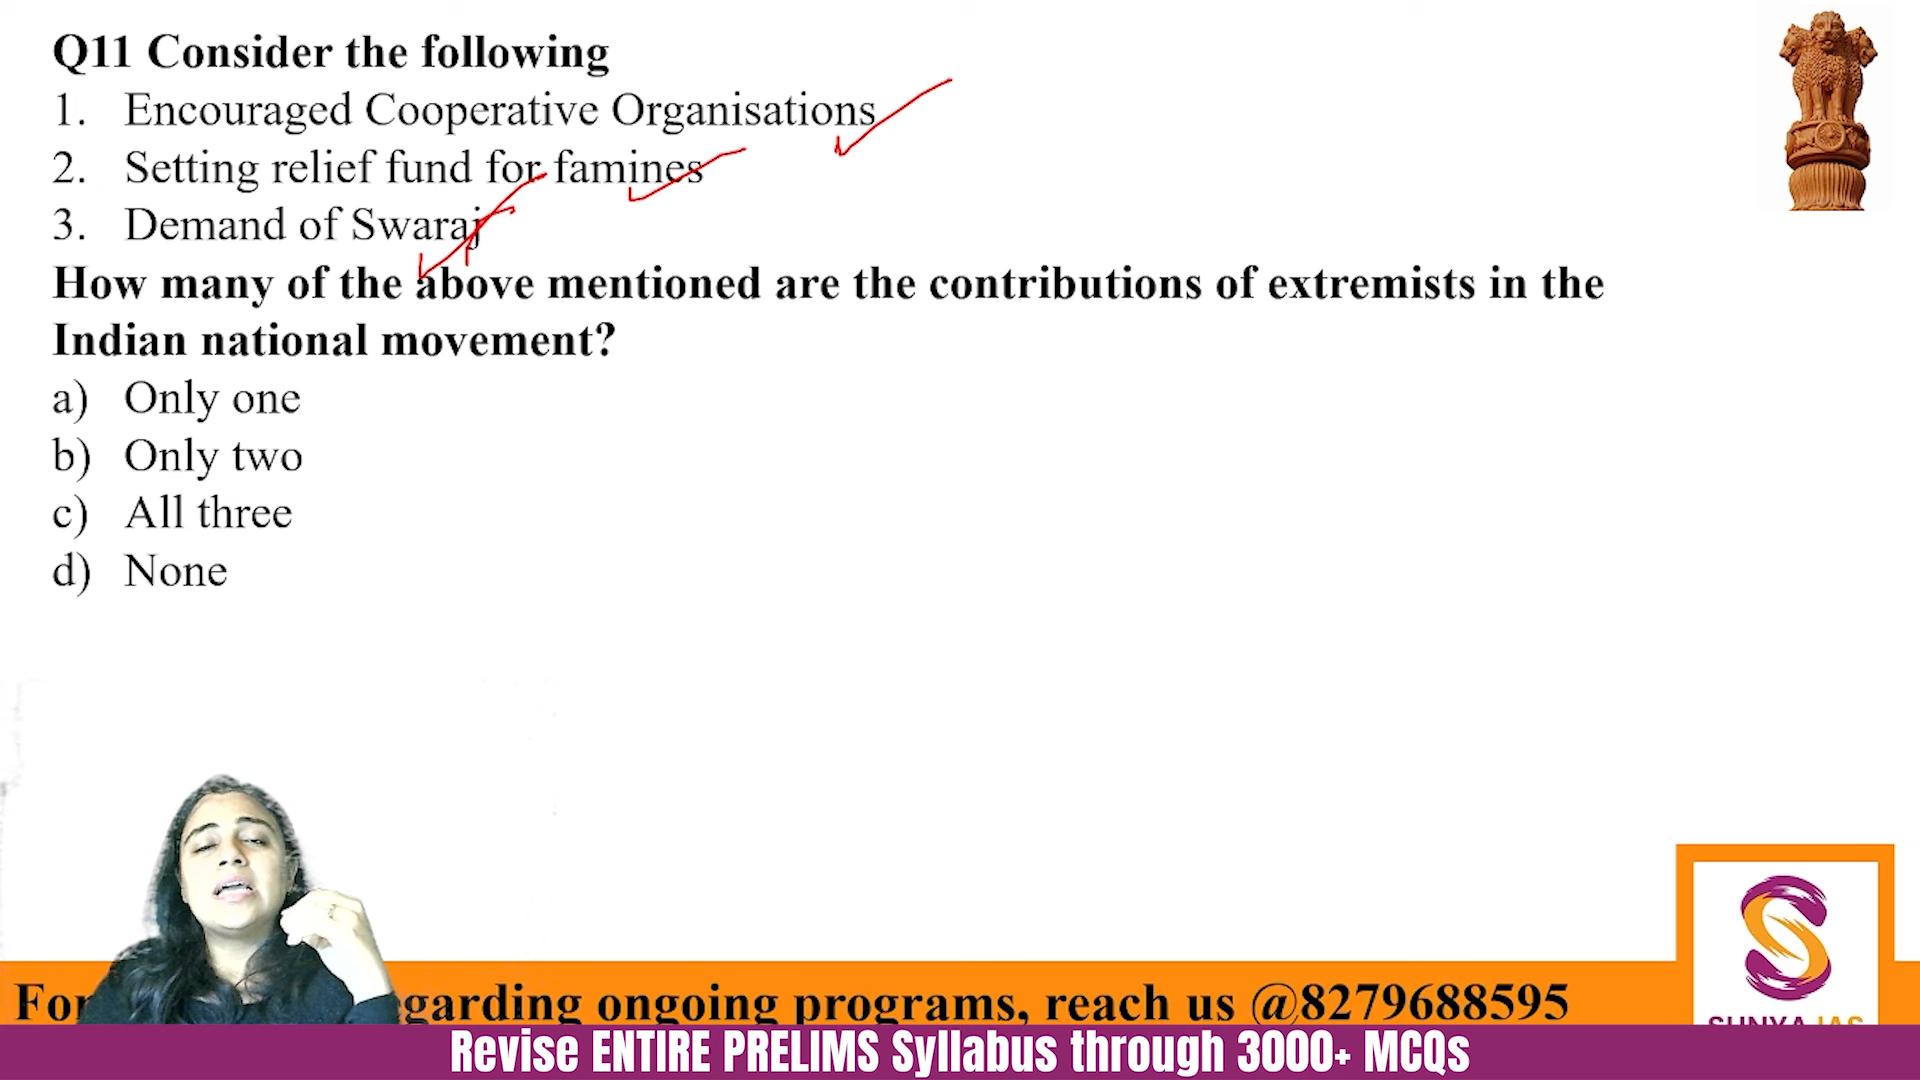 Q11 Consider the following
1. Encouraged Cooperative Organisations
2. Setting relief fund for famines
3. Demand of Swaraj
How many of the above mentioned are the contributions of extremists in the
Indian national movement?
a) Only one
b) Only two
c) All three
d) None
garding ongoing programs, reach us @8279688595
SUNYA IAS
Revise ENTIRE PRELIMS Syllabus through 3000+ MCQs